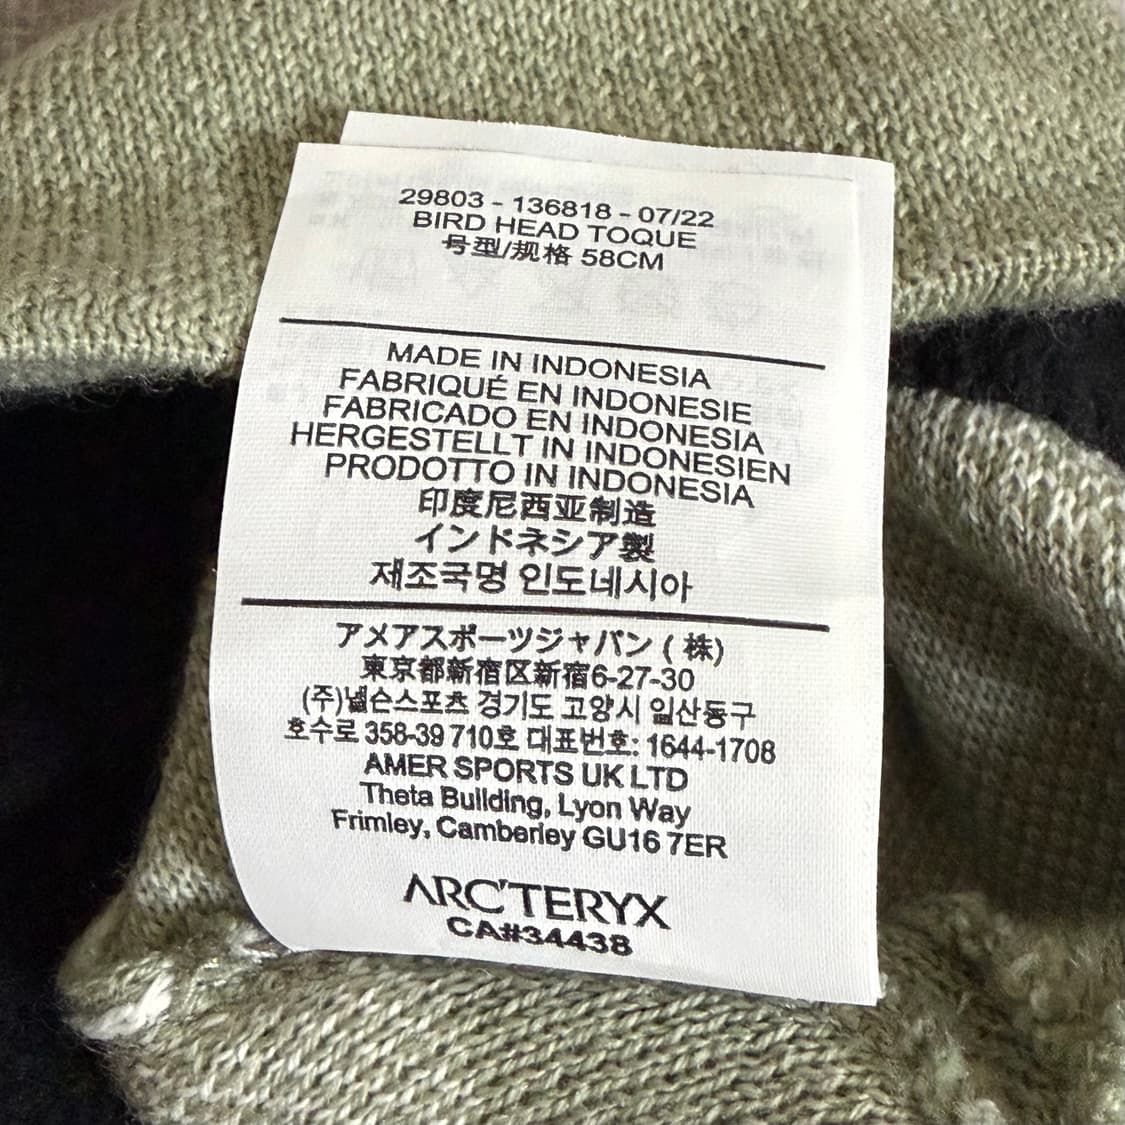 29803 - 136818 - 07/22
BIRD HEAD TOQUE
号型/规格 58CM
MADE IN INDONESIA
FABRIQUÉ EN INDONESIE
FABRICADO EN INDONESIA
HERGESTELLT IN INDONESIEN
PRODOTTO IN INDONESIA
印度尼西亚制造
インドネシア製
제조국명 인도네시아
アメアスポーツジャパン ( 株)
東京都新宿区新宿6-27-30
(주)넬슨스포츠 경기도 고양시 일산동구
호수로 358-39 710호 대표번호: 1644-1708
AMER SPORTS UK LTD
Theta Building, Lyon Way
Frimley, Camberley GU16 7ER
ARC'TERYX
CA#34438